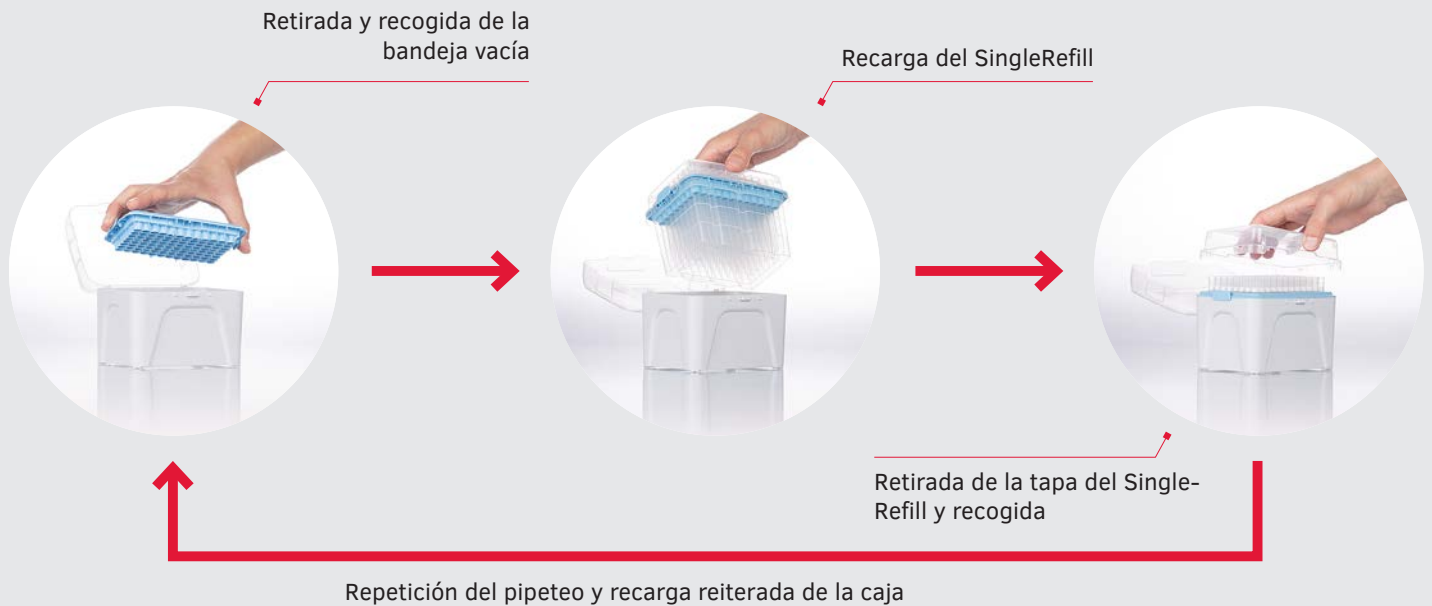 Retirada y recogida de la
bandeja vacía
Recarga del SingleRefill
Retirada de la tapa del Single-
Refill y recogida
Repetición del pipeteo y recarga reiterada de la caja